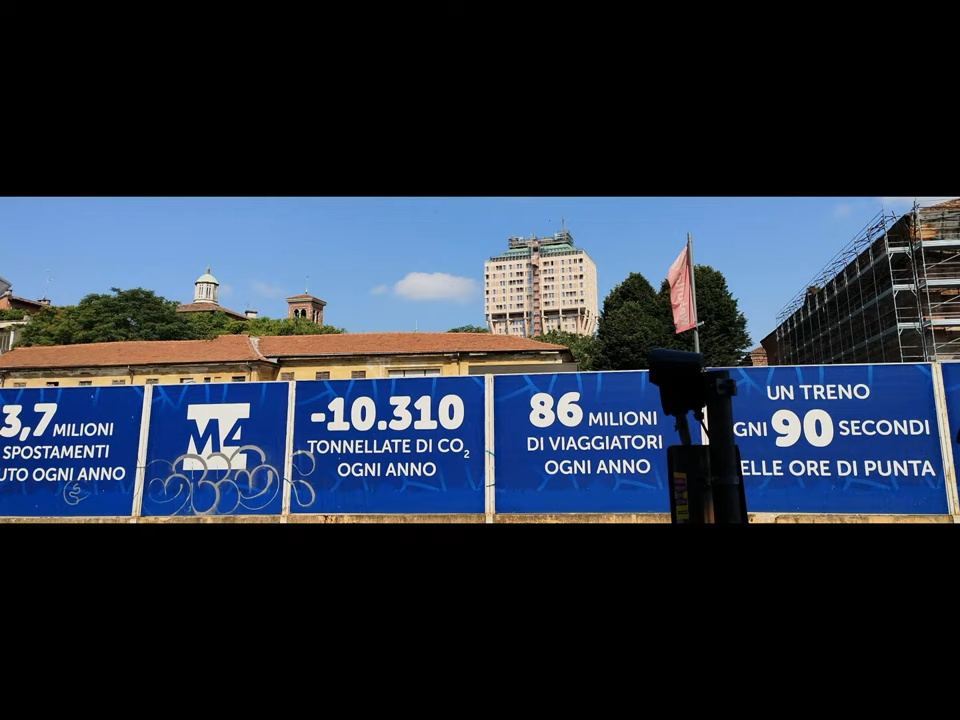 3,7 MILIONI
SPOSTAMENTI
UTO OGNI ANNO
M4
-10.310
TONNELLATE DI CO₂
OGNI ANNO
86 MILIONI
DI VIAGGIATORI
OGNI ANNO
UN TRENO
GNI 90 SECONDI
ELLE ORE DI PUNTA